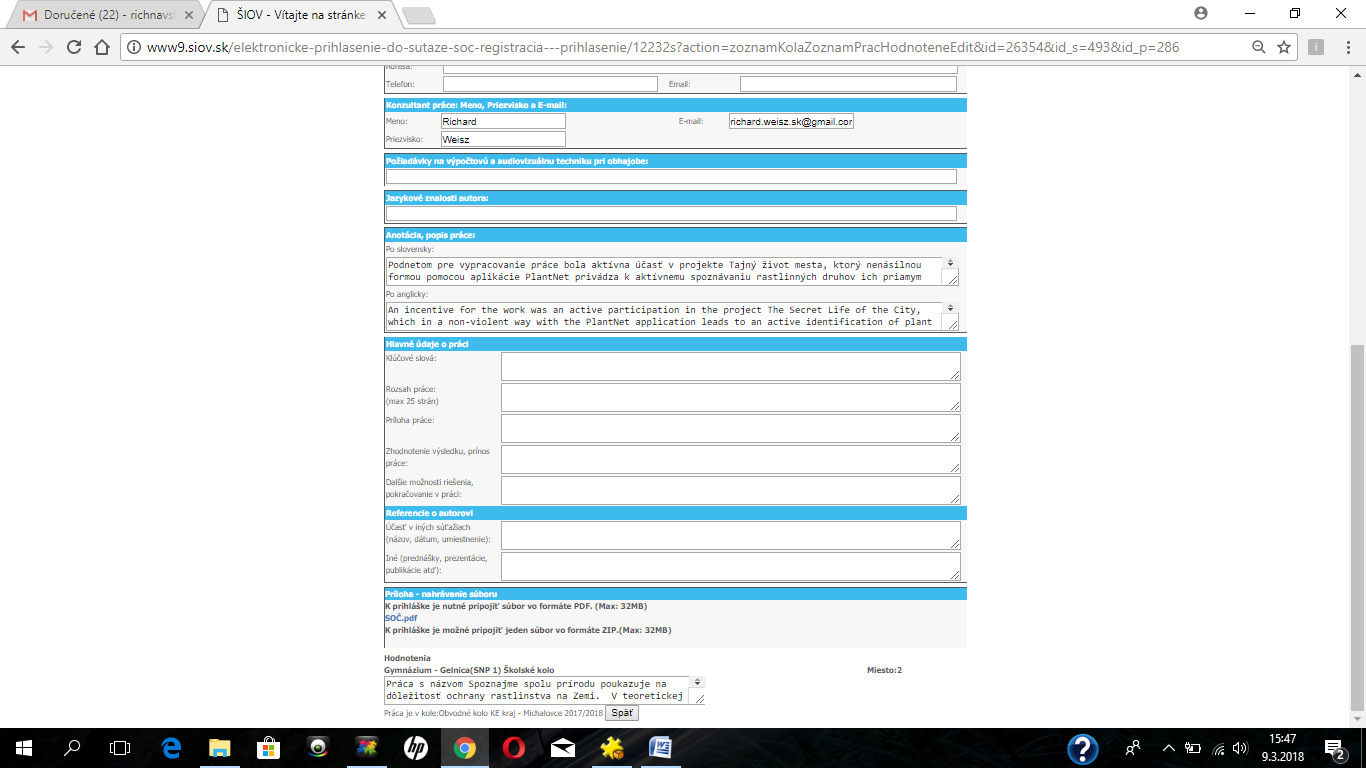 Doručené (22) - richnavsk
ŠIOV - Vítajte na stránke
www9.siov.sk/elektronicke-prihlasenie-do-sutaze-soc-registracia---prihlasenie/12232s?action=zoznamKolaZoznamPracHodnoteneEdit&id=26354&id_s=493&id_p=286
Adresa:
Telefon: Email:
Konzultant práce: Meno, Priezvisko a E-mail:
Meno: Richard E-mail: richard.weisz.sk@gmail.com
Priezvisko: Weisz
Požiadávky na výpočtovú a audiovizuálnu techniku pri obhajobe:
Jazykové znalosti autora:
Anotácia, popis práce:
Po slovensky:
Podnetom pre vypracovanie práce bola aktívna účasť v projekte Tajný život mesta, ktorý nenásilnou
formou pomocou aplikácie PlantNet privádza k aktívnemu spoznávaniu rastlinných druhov ich priamym
Po anglicky:
An incentive for the work was an active participation in the project The Secret Life of the City,
which in a non-violent way with the PlantNet application leads to an active identification of plant
Hlavné údaje o práci
Kľúčové slová:
Rozsah práce:
(max 25 strán)
Príloha práce:
Zhodnotenie výsledku, prínos
práce:
Dalšie možnosti riešenia,
pokračovanie v práci:
Referencie o autorovi
Účasť v iných súťažiach
(názov, dátum, umiestnenie):
Iné (prednášky, prezentácie,
publikácie atď):
Príloha - nahrávanie súboru
K prihláške je nutné pripojiť súbor vo formáte PDF. (Max: 32MB)
SOČ.pdf
K prihláške je možné pripojiť jeden súbor vo formáte ZIP.(Max: 32MB)
Hodnotenia
Gymnázium - Gelnica(SNP 1) Školské kolo Miesto:2
Práca s názvom Spoznajme spolu prírodu poukazuje na
dôležitosť ochrany rastlinstva na Zemi. V teoretickej
Práca je v kole:Obvodné kolo KE kraj - Michalovce 2017/2018 Späť
15:47
9.3.2018
2